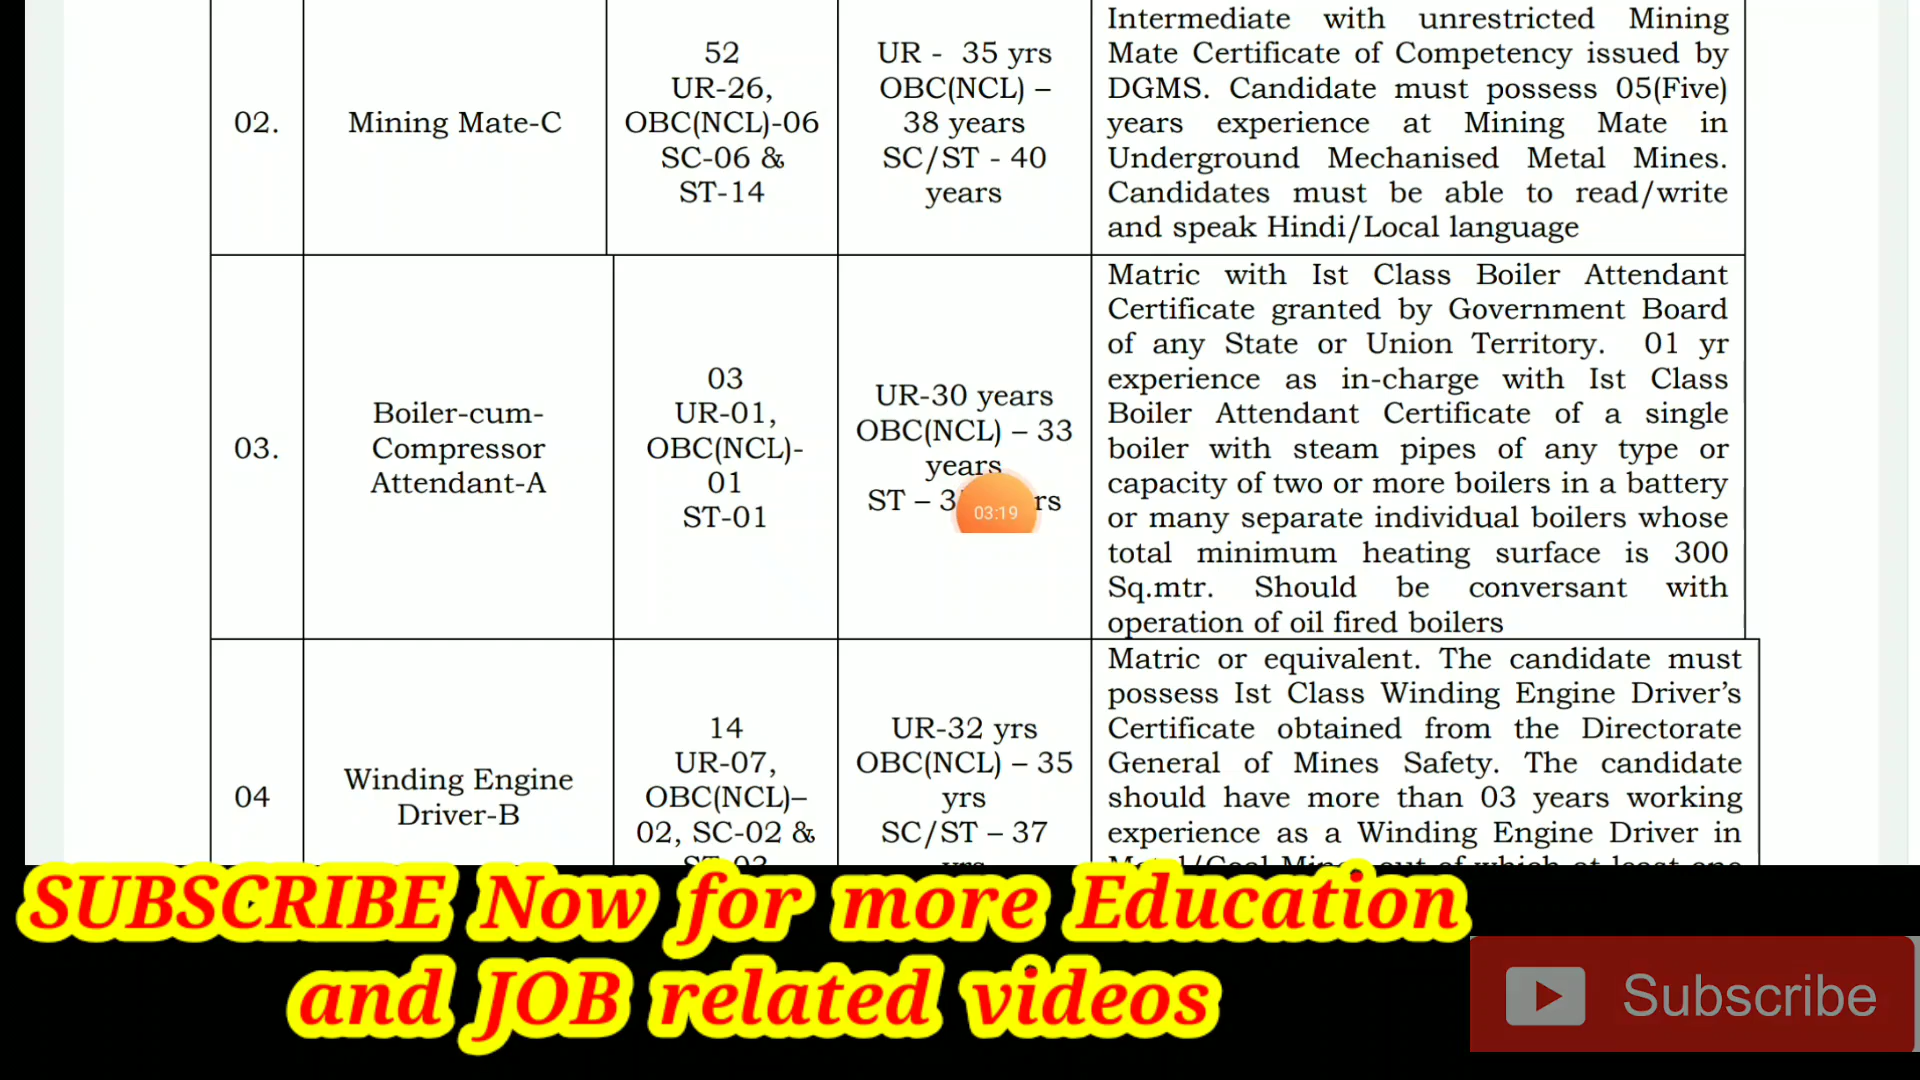 02.
Mining Mate-C
52
UR-26,
OBC(NCL)-06
SC-06 &
ST-14
UR - 35 yrs
OBC(NCL) –
38 years
SC/ST - 40
years
Intermediate with unrestricted Mining
Mate Certificate of Competency issued by
DGMS. Candidate must possess 05(Five)
years experience at Mining Mate in
Underground Mechanised Metal Mines.
Candidates must be able to read/write
and speak Hindi/Local language
03.
Boiler-cum-
Compressor
Attendant-A
03
UR-01,
OBC(NCL)-
01
ST-01
UR-30 years
OBC(NCL) – 33
years
ST –
03:19
Matric with Ist Class Boiler Attendant
Certificate granted by Government Board
of any State or Union Territory. 01 yr
experience as in-charge with Ist Class
Boiler Attendant Certificate of a single
boiler with steam pipes of any type or
capacity of two or more boilers in a battery
or many separate individual boilers whose
total minimum heating surface is 300
Sq.mtr. Should be conversant with
operation of oil fired boilers
04
Winding Engine
Driver-B
14
UR-07,
OBC(NCL)–
02, SC-02 &
UR-32 yrs
OBC(NCL) – 35
yrs
SC/ST – 37
Matric or equivalent. The candidate must
possess Ist Class Winding Engine Driver’s
Certificate obtained from the Directorate
General of Mines Safety. The candidate
should have more than 03 years working
experience as a Winding Engine Driver in
SUBSCRIBE Now for more Education
and JOB related videos
Subscribe